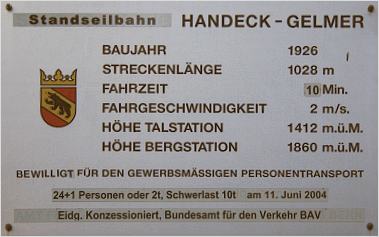 Standseilbahn HANDECK - GELMER
BAUJAHR 1926
STRECKENLÄNGE 1028 m
FAHRZEIT 10 Min.
FAHRGESCHWINDIGKEIT 2 m/s.
HÖHE TALSTATION 1412 m.ü.M.
HÖHE BERGSTATION 1860 m.ü.M.
BEWILLIGT FÜR DEN GEWERBSMÄSSIGEN PERSONENTRANSPORT
24+1 Personen oder 2t, Schwerlast 10t am 11. Juni 2004
Eidg. Konzessioniert, Bundesamt für den Verkehr BAV